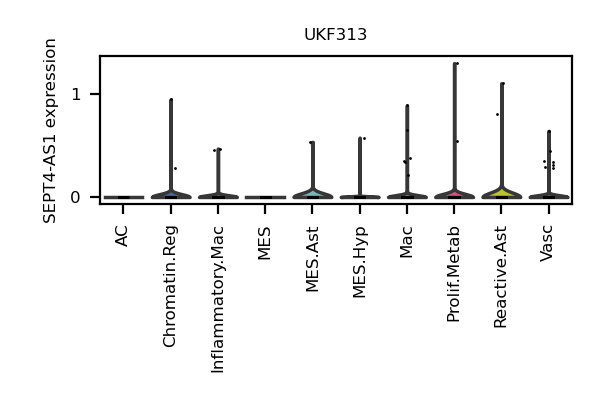 UKF313
SEPT4-AS1 expression
1
0
AC
Chromatin.Reg
Inflammatory.Mac
MES
MES.Ast
MES.Hyp
Mac
Prolif.Metab
Reactive.Ast
Vasc